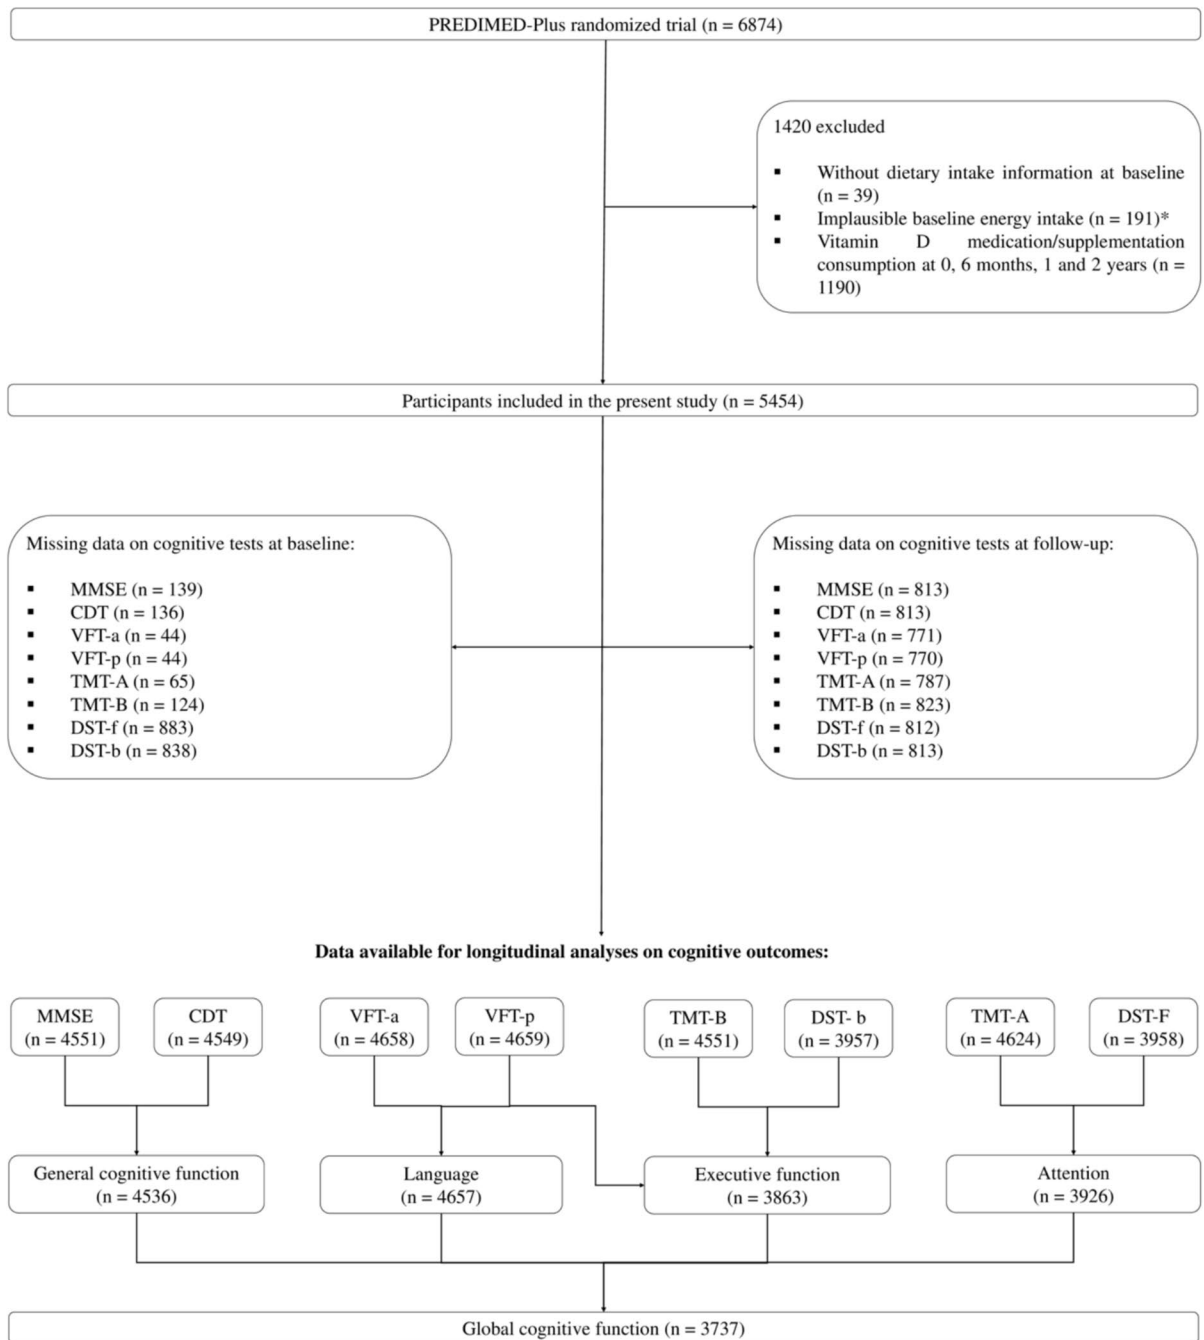 PREDIMED-Plus randomized trial (n = 6874)
1420 excluded
▪ Without dietary intake information at baseline
(n = 39)
▪ Implausible baseline energy intake (n = 191)*
▪ Vitamin D medication/supplementation
consumption at 0, 6 months, 1 and 2 years (n =
1190)
Participants included in the present study (n = 5454)
Missing data on cognitive tests at baseline:
▪ MMSE (n = 139)
▪ CDT (n = 136)
▪ VFT-a (n = 44)
▪ VFT-p (n = 44)
▪ TMT-A (n = 65)
▪ TMT-B (n = 124)
▪ DST-f (n = 883)
▪ DST-b (n = 838)
Missing data on cognitive tests at follow-up:
▪ MMSE (n = 813)
▪ CDT (n = 813)
▪ VFT-a (n = 771)
▪ VFT-p (n = 770)
▪ TMT-A (n = 787)
▪ TMT-B (n = 823)
▪ DST-f (n = 812)
▪ DST-b (n = 813)
Data available for longitudinal analyses on cognitive outcomes:
MMSE
(n = 4551)
CDT
(n = 4549)
VFT-a
(n = 4658)
VFT-p
(n = 4659)
TMT-B
(n = 4551)
DST- b
(n = 3957)
TMT-A
(n = 4624)
DST-F
(n = 3958)
General cognitive function
(n = 4536)
Language
(n = 4657)
Executive function
(n = 3863)
Attention
(n = 3926)
Global cognitive function (n = 3737)